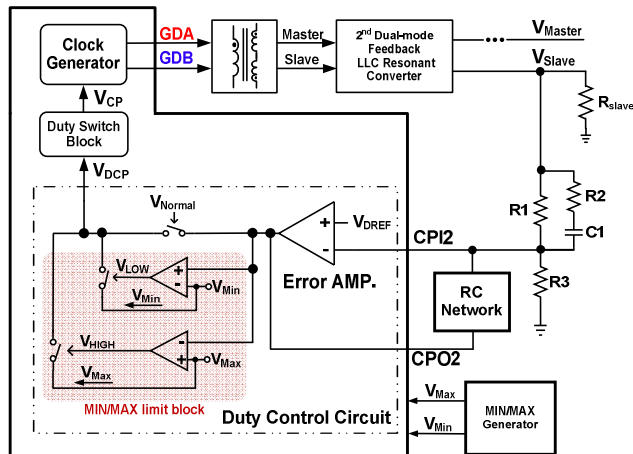 Clock
Generator
GDA
GDB
Master
Slave
2nd Dual-mode
Feedback
LLC Resonant
Converter
VMaster
VSlave
Rslave
VCP
Duty Switch
Block
VDCP
VNormal
VDREF
+
-
Error AMP.
CPI2
R1
R2
C1
R3
VLOW
+
-
VMin
VMin
VHIGH
-
+
VMax
VMax
MIN/MAX limit block
Duty Control Circuit
RC
Network
CPO2
VMax
VMin
MIN/MAX
Generator